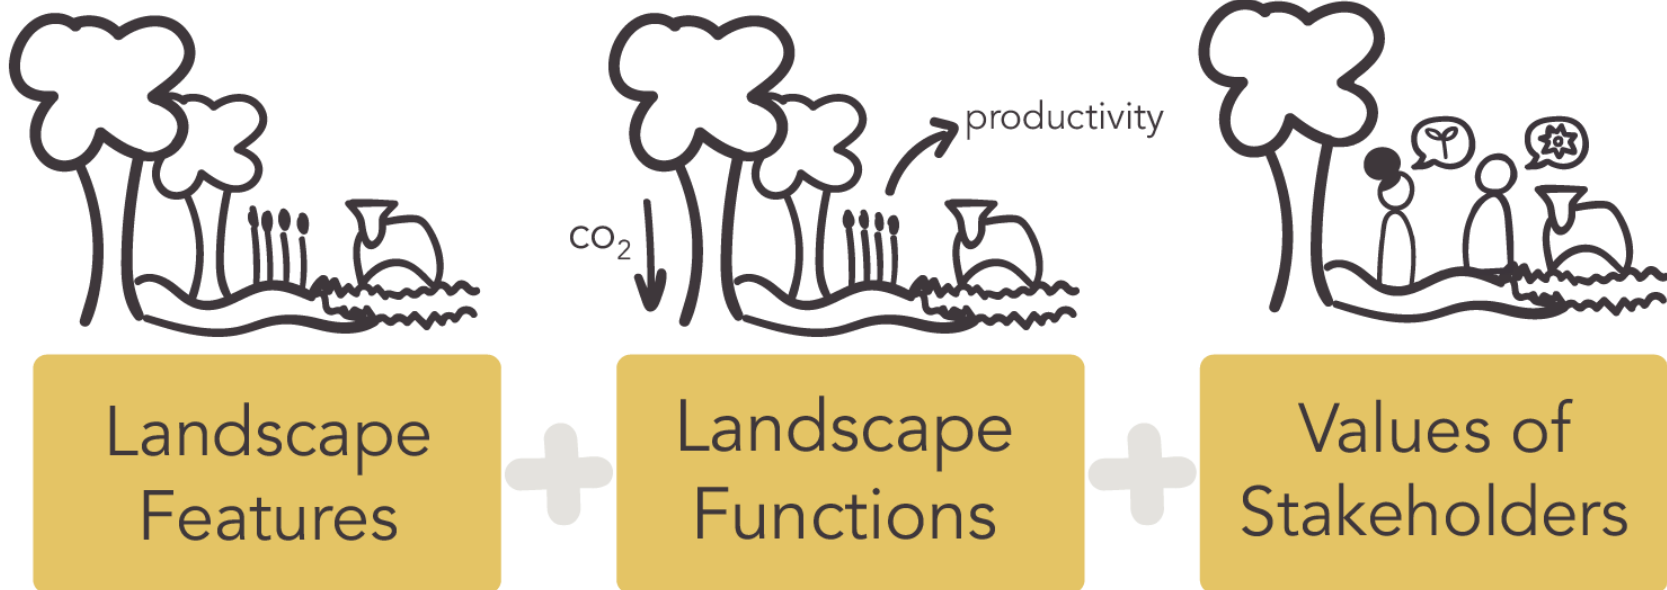 productivity
CO₂
Landscape
Features
Landscape
Functions
Values of
Stakeholders